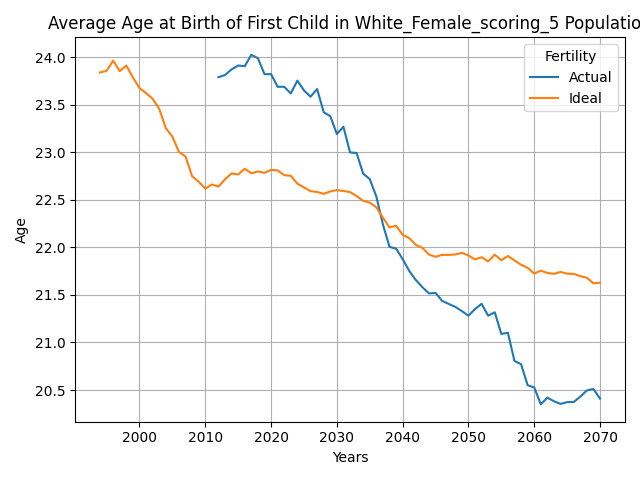 Average Age at Birth of First Child in White_Female_scoring_5 Populatio
Fertility
Actual
Ideal
24.0
23.5
23.0
22.5
22.0
21.5
21.0
20.5
Age
2000 2010 2020 2030 2040 2050 2060 2070
Years